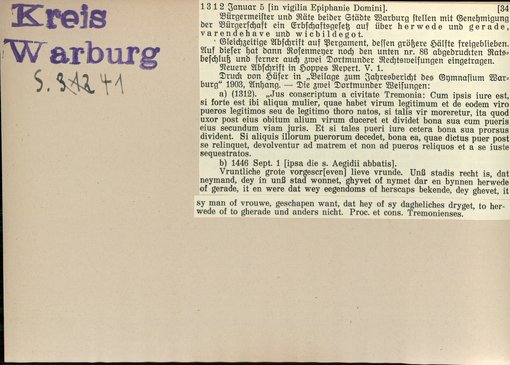 Kreis
Warburg
S. 312 41
1312 Januar 5 [in vigilia Epiphanie Domini]. [34
Bürgermeister und Räte beider Städte Warburg stellen mit Genehmigung
der Bürgerschaft ein Erbschaftsgesetz auf über herwede und gerade,
varendehave und wicbildegot.
Gleichzeitige Abschrift auf Pergament, dessen größere Hälfte freigeblieben.
Auf dieser hat dann Rosenmeyer noch den unten nr. 86 abgedruckten Rats-
beschluß und ferner auch zwei Dortmunder Rechtsweisungen eingetragen.
Neuere Abschrift in Hoppes Repert. V. 1.
Druck von Hüser in „Beilage zum Jahresbericht des Gymnasium War-
burg" 1903, Anhang. — Die zwei Dortmunder Weisungen:
a) (1312). „Jus conscriptum a civitate Tremonia: Cum ipsis iure est,
si forte est ibi aliqua mulier, quae habet virum legitimum et de eodem viro
pueros legitimos seu de legitimo thoro natos, si talis vir moreretur, ita quod
uxor post eius obitum alium virum duceret et dividet bona sua cum pueris
eius secundum viam juris. Et si tales pueri iure cetera bona sua prorsus
divident. Si aliquis illorum puerorum decedet, bona ea, quae dictus puer post
se relinquet, devolventur ad matrem et non ad pueros reliquos et a se iuste
sequestratos.
b) 1446 Sept. 1 [ipsa die s. Aegidii abbatis].
Vruntliche grote vorgescr[even] lieve vrunde. Unß stadis recht is, dat
neymand, dey in unß stad wonnet, ghyvet of nymet dar en bynnen herwede
of gerade, it en were dat wey eegendoms of herscaps bekende, dey ghevet, it
sy man of vrouwe, geschapen want, dat hey of sy dagheliches dryget, to her-
wede of to gherade und anders nicht. Proc. et cons. Tremonienses.